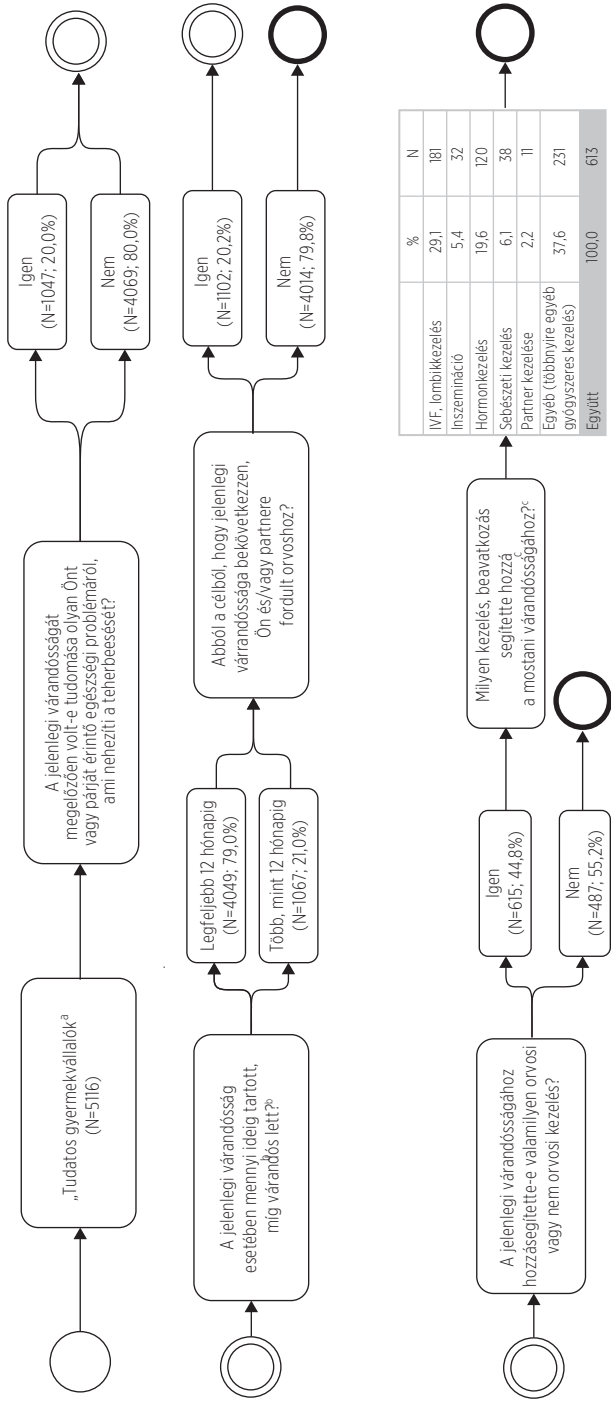 „Tudatos gyermekvállalókᵃ
(N=5116)
A jelenlegi várandósságát
megelőzően volt-e tudomása olyan Önt
vagy párját érintő egészségi problémáról,
ami nehezíti a teherbeesését?
Igen
(N=1047; 20,0%)
Nem
(N=4069; 80,0%)
A jelenlegi várandósság
esetében mennyi ideig tartott,
míg várandós lett?ᵇ
b
Legfeljebb 12 hónapig
(N=4049; 79,0%)
Több, mint 12 hónapig
(N=1067; 21,0%)
Abból a célból, hogy jelenlegi
várrandóssága bekövetkezzen,
Ön és/vagy partnere
fordult orvoshoz?
Igen
(N=1102; 20,2%)
Nem
(N=4014; 79,8%)
A jelenlegi várandósságához
hozzásegítette-e valamilyen orvosi
vagy nem orvosi kezelés?
Igen
(N=615; 44,8%)
Nem
(N=487; 55,2%)
Milyen kezelés, beavatkozás
segítette hozzá
a mostani várandósságához?ᶜ
c
% N
IVF, lombikkezelés 29,1 181
Inszemináció 5,4 32
Hormonkezelés 19,6 120
Sebészeti kezelés 6,1 38
Partner kezelése 2,2 11
Egyéb (többnyire egyéb
gyógyszeres kezelés) 37,6 231
Együtt 100,0 613